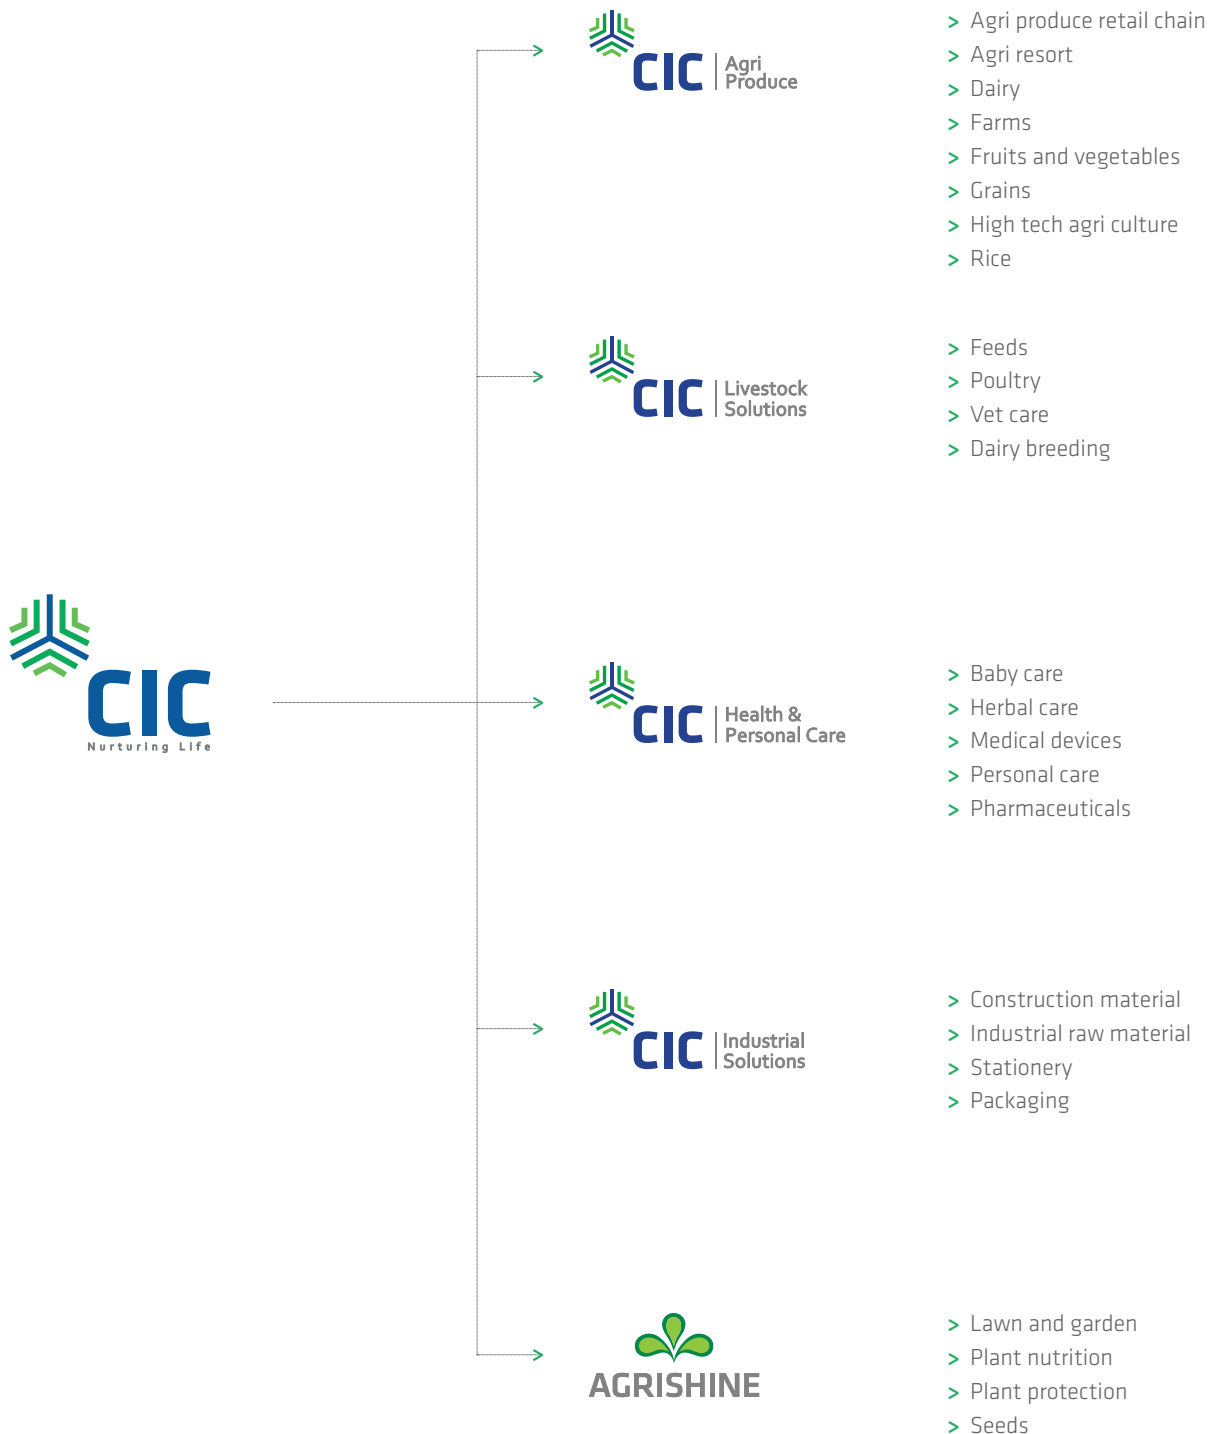 CIC
Nurturing Life
CIC
Agri
Produce
> Agri produce retail chain
> Agri resort
> Dairy
> Farms
> Fruits and vegetables
> Grains
> High tech agri culture
> Rice
CIC
Livestock
Solutions
> Feeds
> Poultry
> Vet care
> Dairy breeding
CIC
Health &
Personal Care
> Baby care
> Herbal care
> Medical devices
> Personal care
> Pharmaceuticals
CIC
Industrial
Solutions
> Construction material
> Industrial raw material
> Stationery
> Packaging
AGRISHINE
> Lawn and garden
> Plant nutrition
> Plant protection
> Seeds